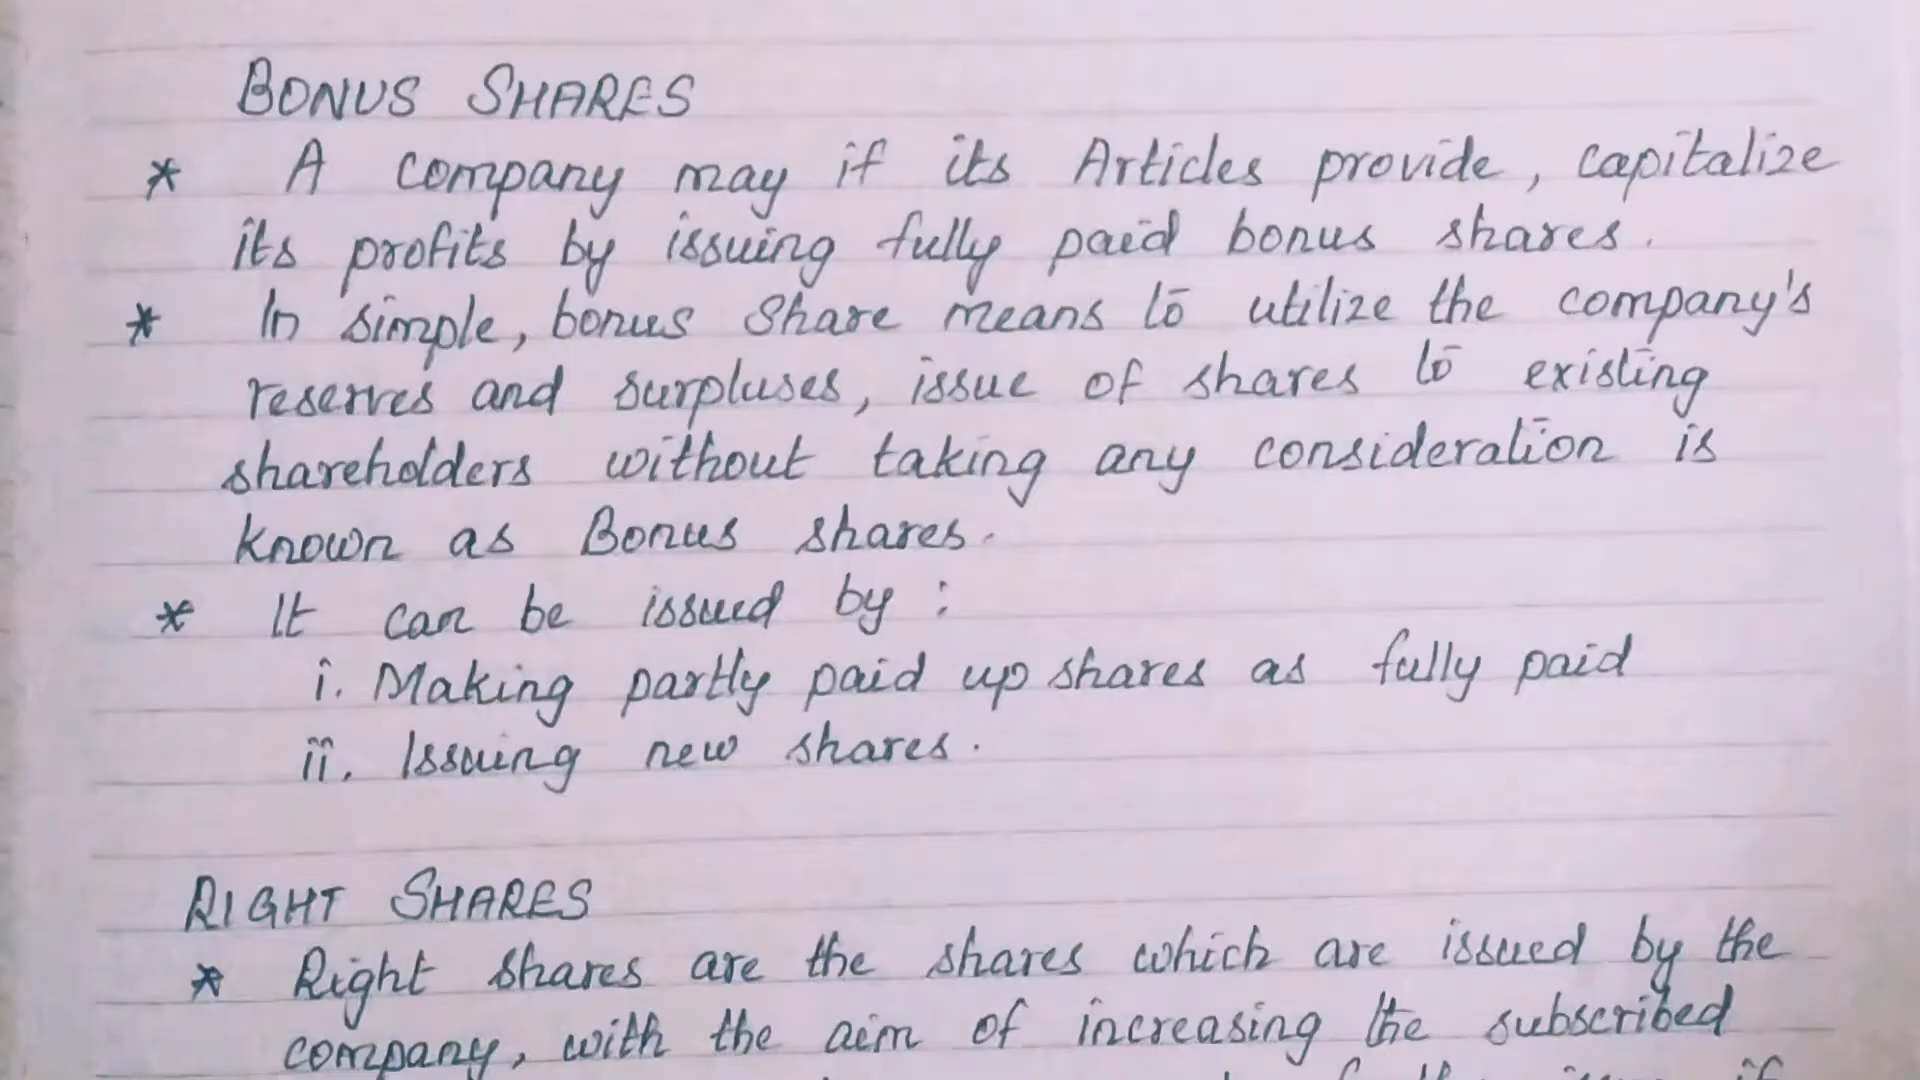 BONUS SHARES
* A company may if its Articles provide, capitalize
its profits by issuing fully paid bonus shares.
* In simple, bonus Share means to utilize the company's
reserves and surpluses, issue of shares to existing
shareholders without taking any consideration is
known as Bonus shares.
* It can be issued by :
i. Making partly paid up shares as fully paid
ii. Issuing new shares.
RIGHT SHARES
* Right shares are the shares which are issued by the
company, with the aim of increasing the subscribed